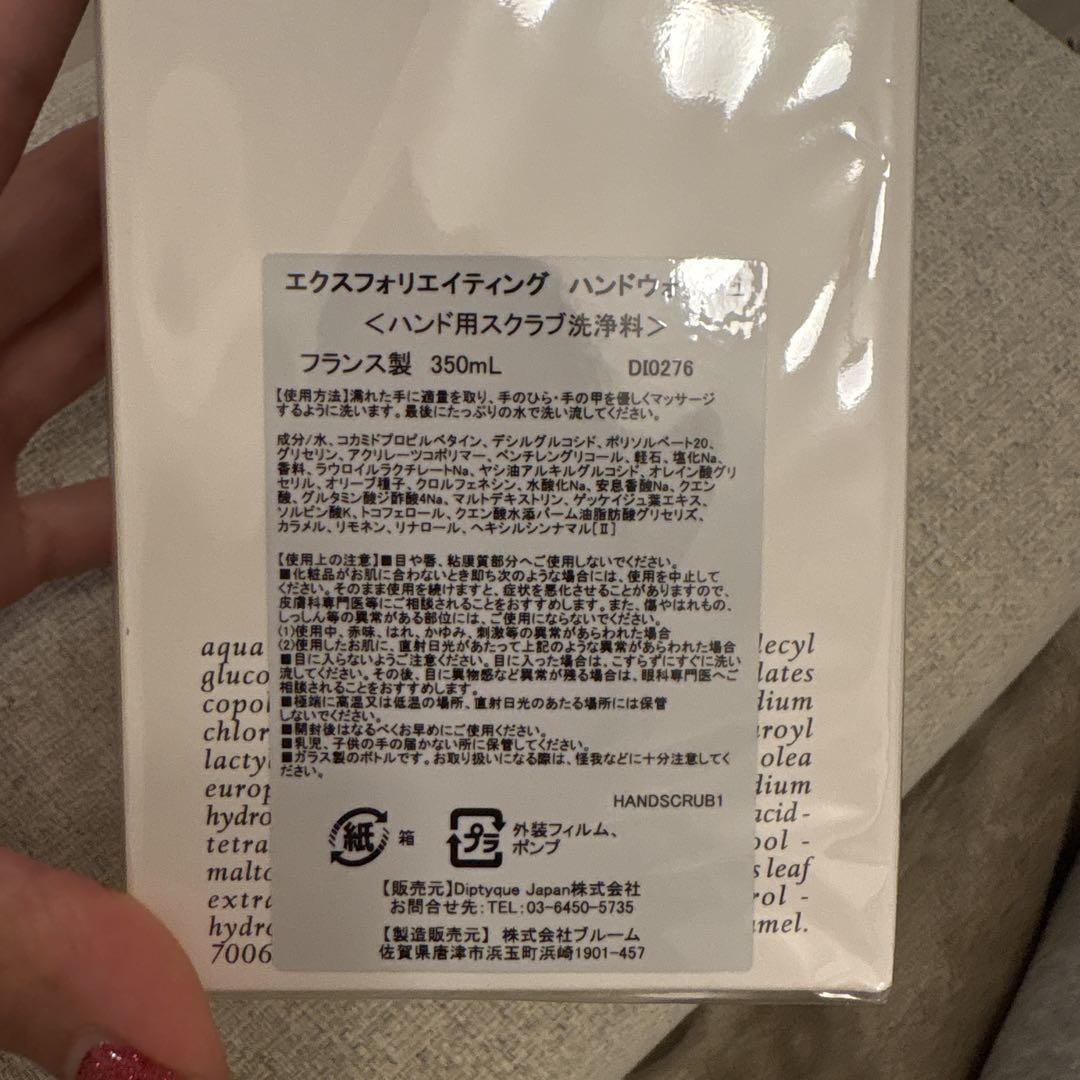 エクスフォリエイティング ハンドウォ
＜ハンド用スクラブ洗浄料＞
フランス製 350mL DI0276
【使用方法】濡れた手に適量を取り、手のひら・手の甲を優しくマッサージ
するように洗います。最後にたっぷりの水で洗い流してください。
成分/水、コカミドプロピルベタイン、デシルグルコシド、ポリソルベート20、
グリセリン、アクリレーツコポリマー、ペンチレングリコール、軽石、塩化Na、
香料、ラウロイルラクチレートNa、ヤシ油アルキルグルコシド、オレイン酸グリ
セリル、オリーブ種子、クロルフェネシン、水酸化Na、安息香酸Na、クエン
酸、グルタミン酸ジ酢酸4Na、マルトデキストリン、ゲッケイジュ葉エキス、
ソルビン酸K、トコフェロール、クエン酸水添パーム油脂肪酸グリセリズ、
カラメル、リモネン、リナロール、ヘキシルシンナマル[Ⅱ]
【使用上の注意】■目や唇、粘膜質部分へご使用しないでください。
■化粧品がお肌に合わないとき即ち次のような場合には、使用を中止して
ください。そのまま使用を続けますと、症状を悪化させることがありますので、
皮膚科専門医等にご相談されることをおすすめします。また、傷やはれもの、
しっしん等の異常がある部位には、ご使用にならないでください。
(1)使用中、赤味、はれ、かゆみ、刺激等の異常があらわれた場合
(2)使用したお肌に、直射日光があたって上記のような異常があらわれた場合
■目に入らないようご注意ください。目に入った場合は、こすらずにすぐに洗い
流してください。その後、目に異物感など異常が残る場合は、眼科専門医へご
相談されることをおすすめします。
■極端に高温又は低温の場所、直射日光のあたる場所には保管
しないでください。
■開封後はなるべくお早めにご使用ください。
■乳児、子供の手の届かない所に保管してください。
■ガラス製のボトルです。お取り扱いになる際は、怪我などに十分注意してく
ださい。
HANDSCRUB1
紙 箱 プラ 外装フィルム、
ポンプ
【販売元】Diptyque Japan株式会社
お問合せ先：TEL：03-6450-5735
【製造販売元】 株式会社ブルーム
佐賀県唐津市浜玉町浜崎1901-457
aqua lecyl
gluco lates
copol dium
chlor uroyl
lacty olea
europ dium
hydro acid-
tetra ool -
malto s leaf
extra rol -
hydro mel.
7006